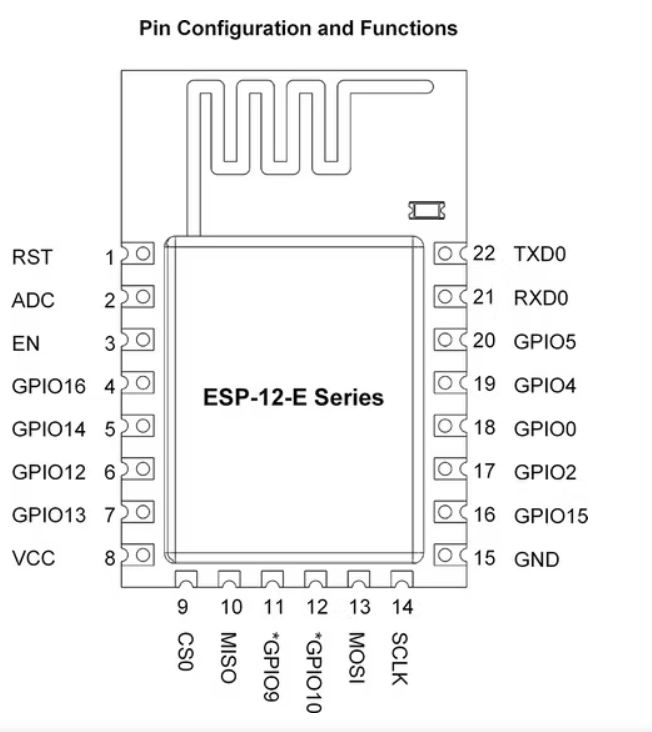 Pin Configuration and Functions
RST 1
ADC 2
EN 3
GPIO16 4
GPIO14 5
GPIO12 6
GPIO13 7
VCC 8
ESP-12-E Series
22 TXD0
21 RXD0
20 GPIO5
19 GPIO4
18 GPIO0
17 GPIO2
16 GPIO15
15 GND
9 10 11 12 13 14
CS0
MISO
*GPIO9
*GPIO10
MOSI
SCLK